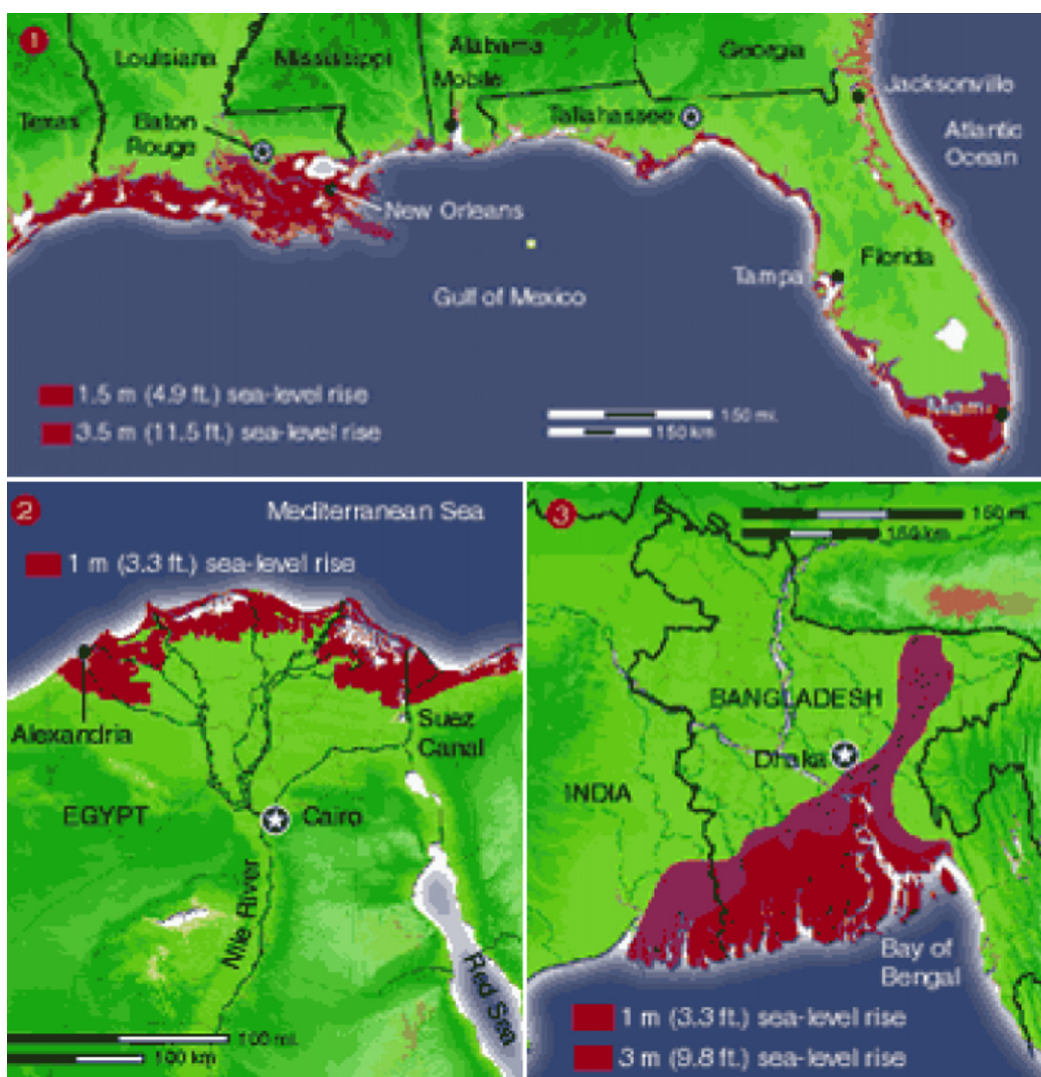 1
Louisiana
Mississippi
Alabama
Georgia
Mobile
Jacksonville
Texas
Baton
Rouge
Tallahassee
Atlantic
Ocean
New Orleans
Florida
Tampa
Gulf of Mexico
1.5 m (4.9 ft.) sea-level rise
3.5 m (11.5 ft.) sea-level rise
150 mi.
150 km
Miami
2
Mediterranean Sea
1 m (3.3 ft.) sea-level rise
Alexandria
Suez
Canal
EGYPT
Cairo
Nile River
Red Sea
100 mi.
100 km
3
150 mi.
150 km
BANGLADESH
Dhaka
INDIA
Bay of
Bengal
1 m (3.3 ft.) sea-level rise
3 m (9.8 ft.) sea-level rise